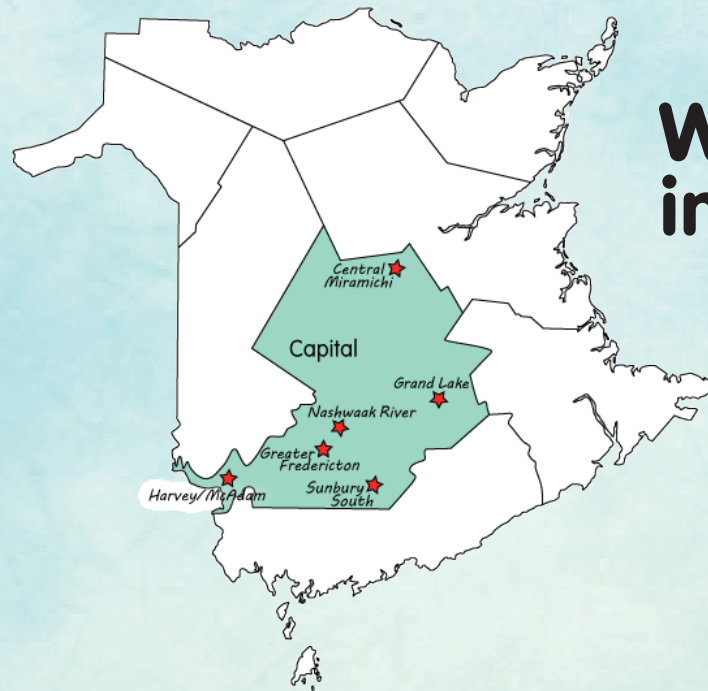 W
in
Central
Miramichi
Capital
Grand Lake
Nashwaak River
Greater
Fredericton
Sunbury
South
Harvey/McAdam